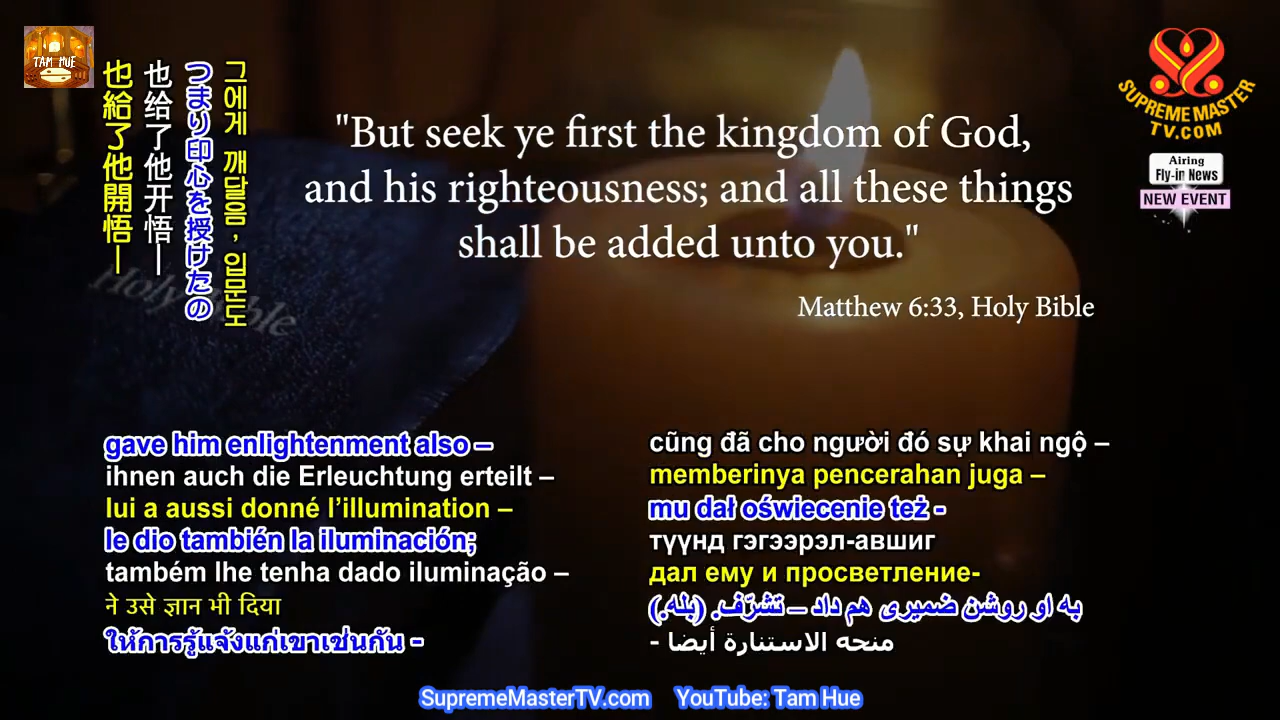 TAM HUE
也給了他開悟—
也给了他开悟—
つまり印心を授けたの
그에게 깨달음, 입문도
"But seek ye first the kingdom of God,
and his righteousness; and all these things
shall be added unto you."
Matthew 6:33, Holy Bible
Holy Bible
SUPREME MASTER
TV.COM
Airing
Fly-in News
NEW EVENT
gave him enlightenment also –
ihnen auch die Erleuchtung erteilt –
lui a aussi donné l’illumination –
le dio también la iluminación;
também lhe tenha dado iluminação –
ने उसे ज्ञान भी दिया
ให้การรู้แจ้งแก่เขาเช่นกัน -
cũng đã cho người đó sự khai ngộ –
memberinya pencerahan juga –
mu dał oświecenie też -
түүнд гэгээрэл-авшиг
дал ему и просветление-
به او روشن ضمیری هم داد – تشرّف. (بله.)
منحه الاستنارة أيضا -
SupremeMasterTV.com YouTube: Tam Hue